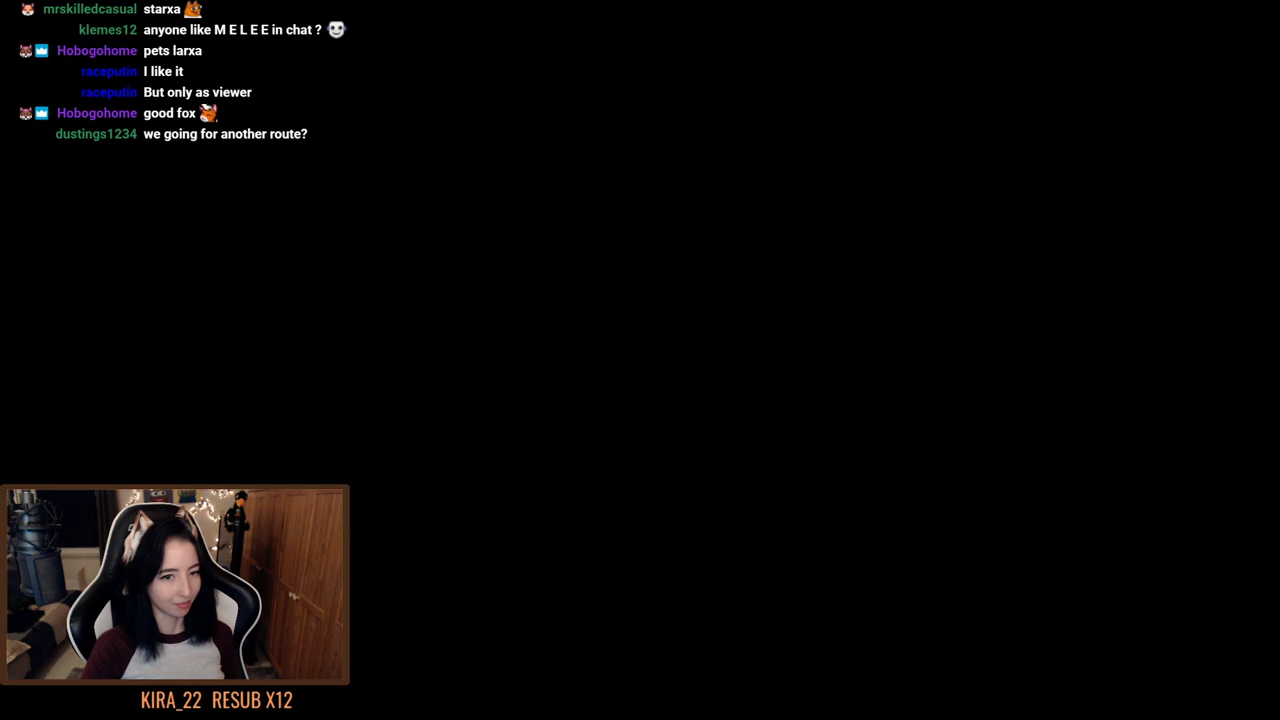 mrskilledcasual starxa
klemes12 anyone like M E L E E in chat ?
Hobogohome pets larxa
raceputin I like it
raceputin But only as viewer
Hobogohome good fox
dustings1234 we going for another route?
KIRA_22 RESUB X12